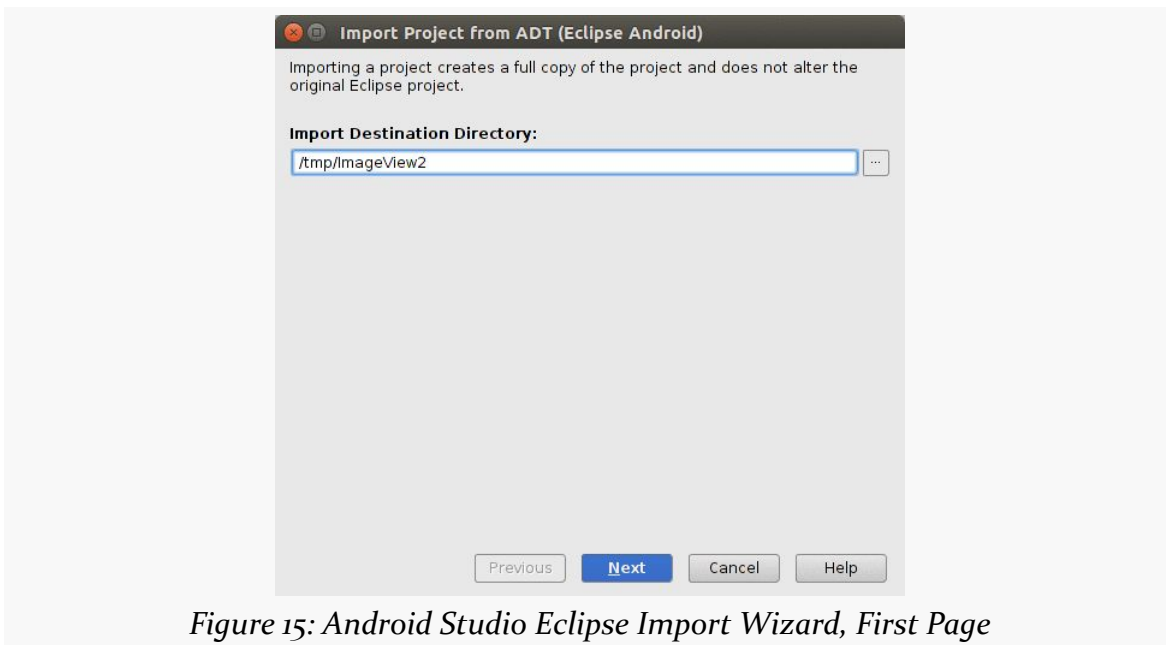 Import Project from ADT (Eclipse Android)
Importing a project creates a full copy of the project and does not alter the
original Eclipse project.
Import Destination Directory:
/tmp/ImageView2
...
Previous
Next
Cancel
Help
Figure 15: Android Studio Eclipse Import Wizard, First Page